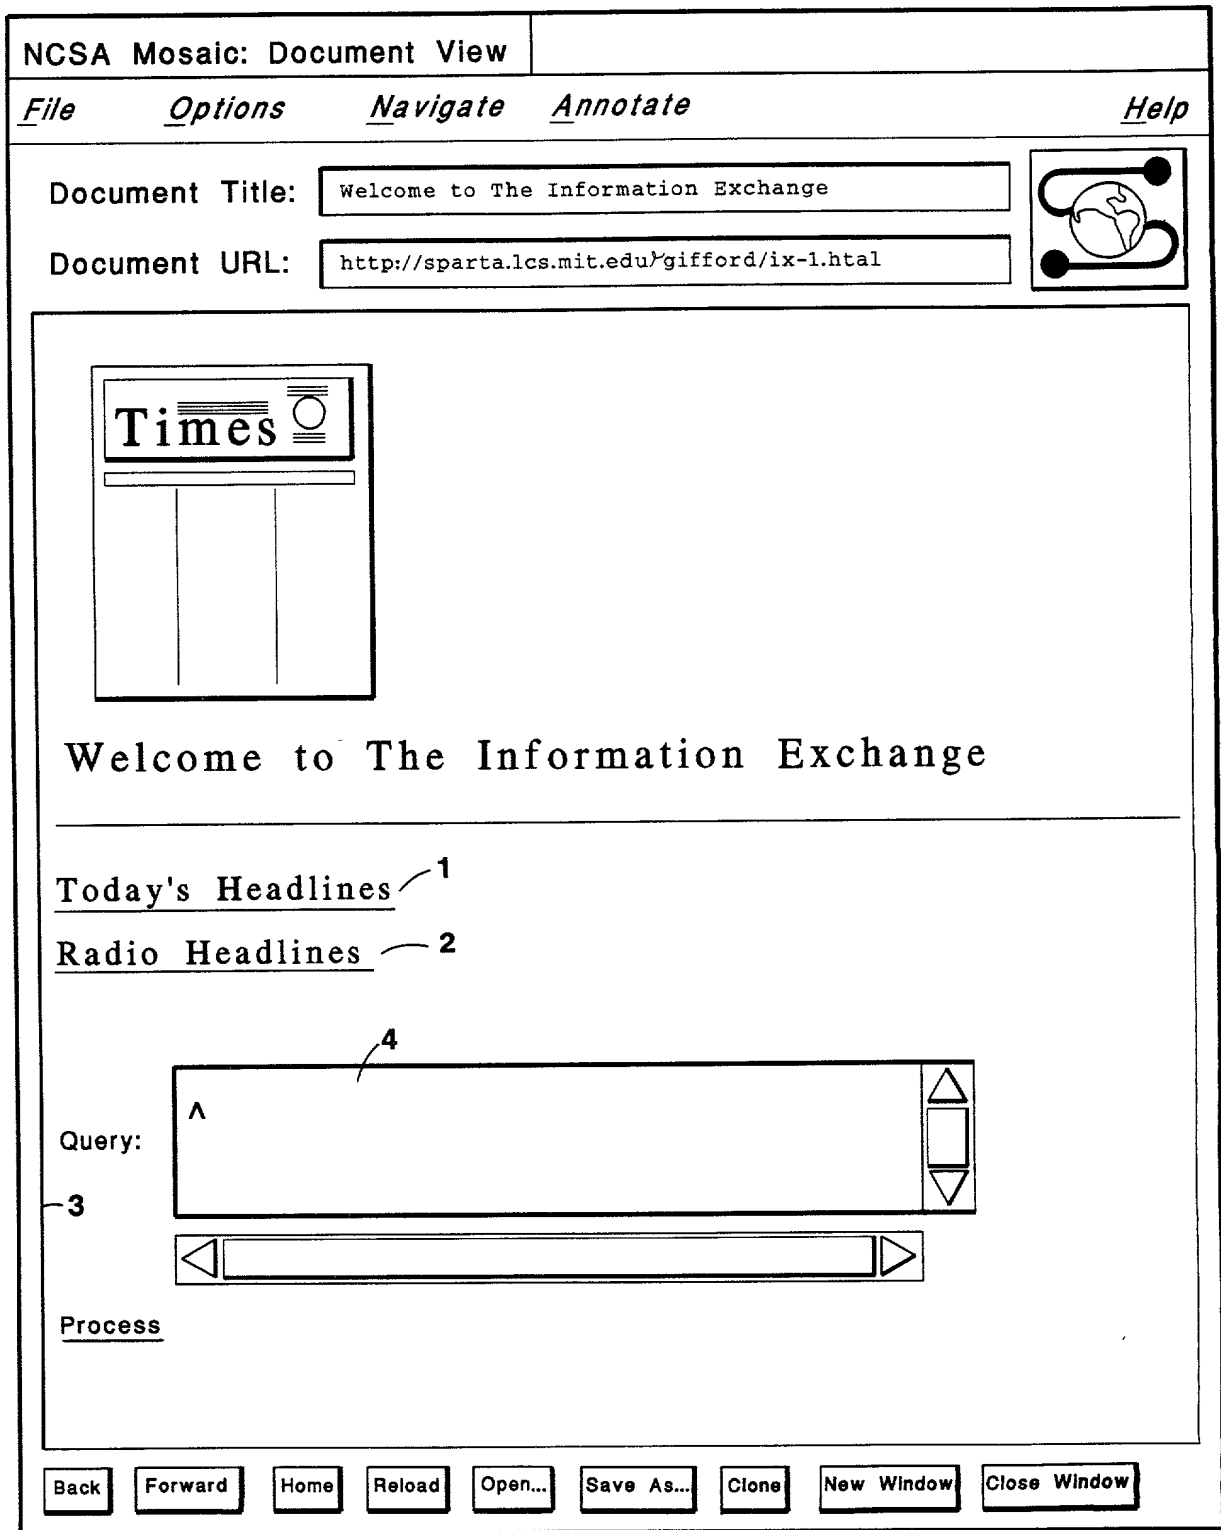 NCSA Mosaic: Document View
File Options Navigate Annotate Help
Document Title: Welcome to The Information Exchange
Document URL: http://sparta.lcs.mit.edu/~gifford/ix-1.htal
Times
Welcome to The Information Exchange
Today's Headlines 1
Radio Headlines 2
4
^
Query:
3
Process
Back Forward Home Reload Open... Save As... Clone New Window Close Window